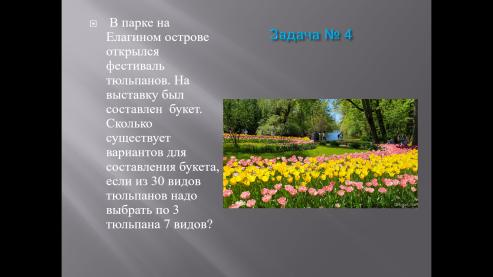 Задача № 4
В парке на
Елагином острове
открылся
фестиваль
тюльпанов. На
выставку был
составлен букет.
Сколько
существует
вариантов для
составления букета,
если из 30 видов
тюльпанов надо
выбрать по 3
тюльпана 7 видов?